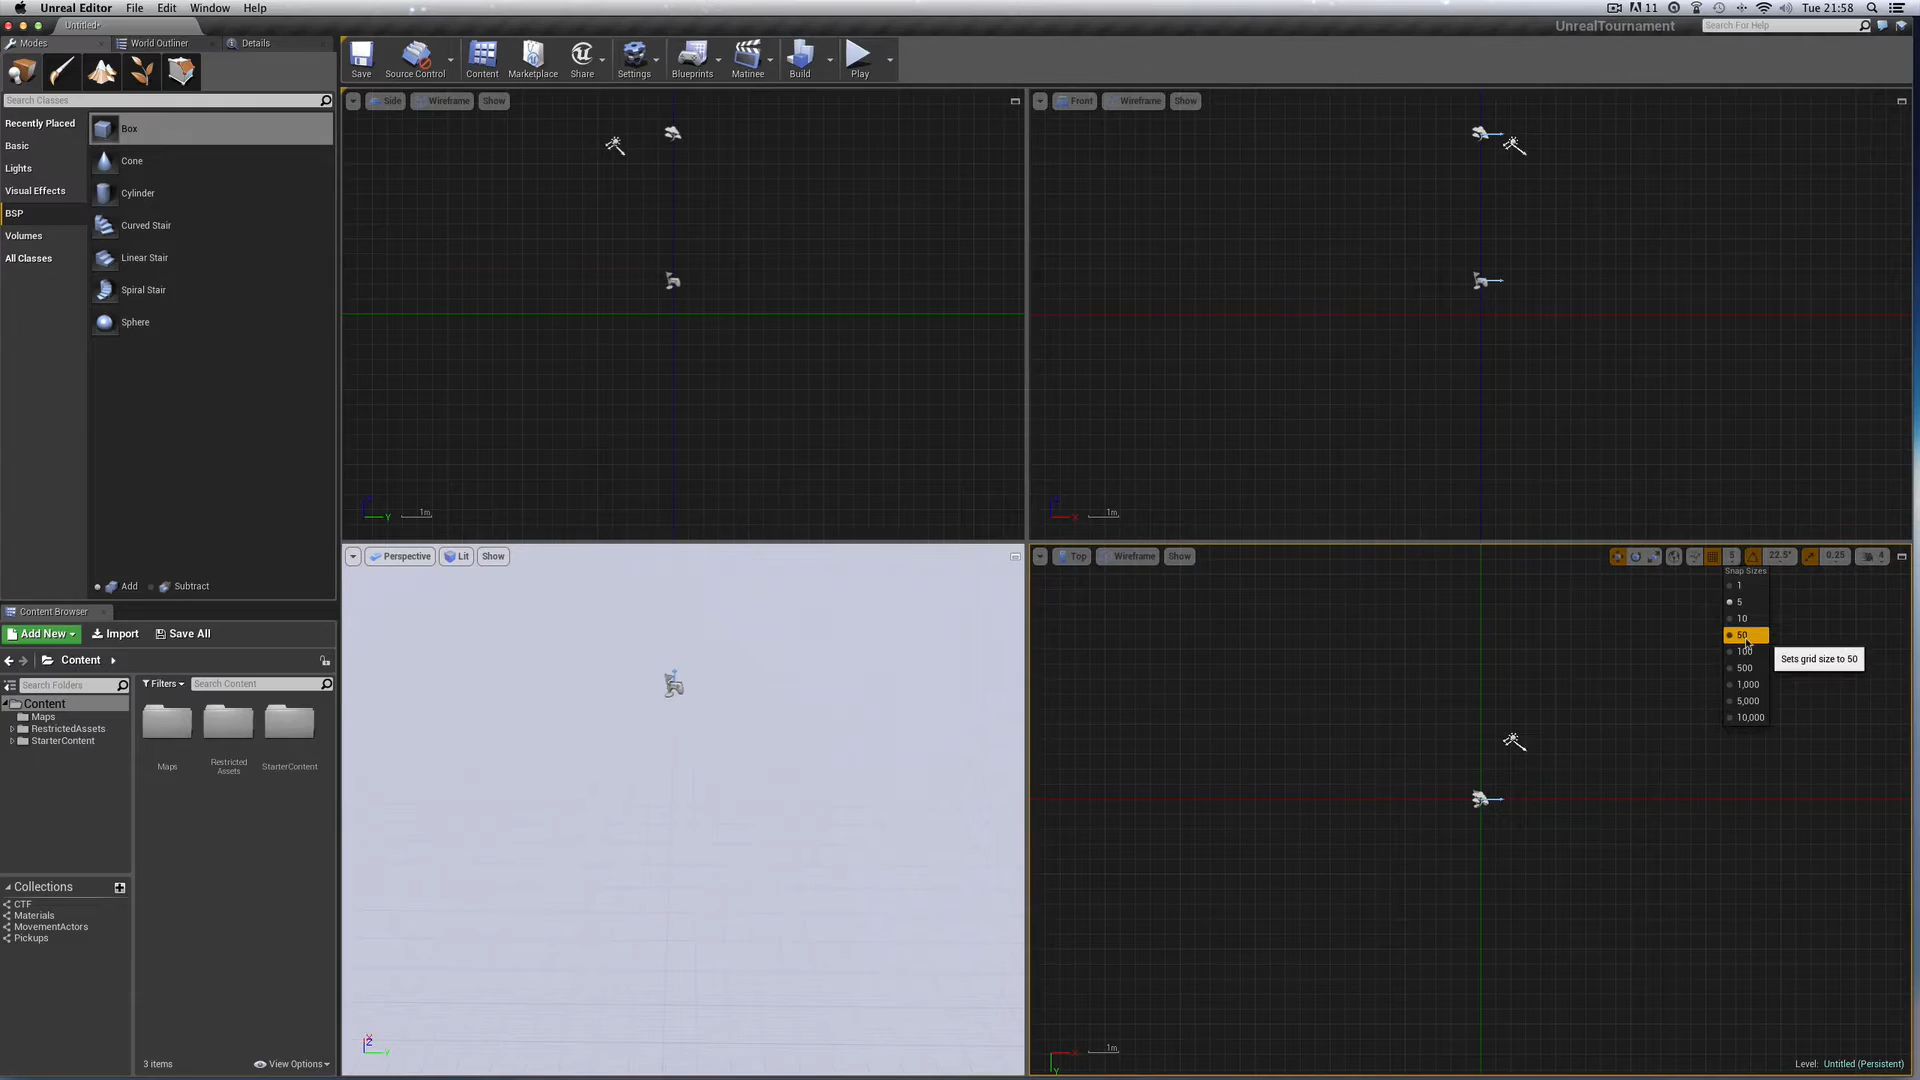 Unreal Editor File Edit Window Help
11 Tue 21:58
Untitled*
UnrealTournament
Search For Help
Modes World Outliner Details
Save Source Control Content Marketplace Share Settings Blueprints Matinee Build Play
Search Classes
Recently Placed
Basic
Lights
Visual Effects
BSP
Volumes
All Classes
Box
Cone
Cylinder
Curved Stair
Linear Stair
Spiral Stair
Sphere
Add Subtract
Side Wireframe Show
Y 1m
Front Wireframe Show
X 1m
Perspective Lit Show
Z
Y
Top Wireframe Show
5 22.5° 0.25 4
Snap Sizes
1
5
10
50
100
500
1,000
5,000
10,000
Sets grid size to 50
X 1m
Y
Level: Untitled (Persistent)
Content Browser
Add New Import Save All
Content
Search Folders
Filters Search Content
Content
Maps
RestrictedAssets
StarterContent
Maps
Restricted
Assets
StarterContent
Collections
CTF
Materials
MovementActors
Pickups
3 items View Options